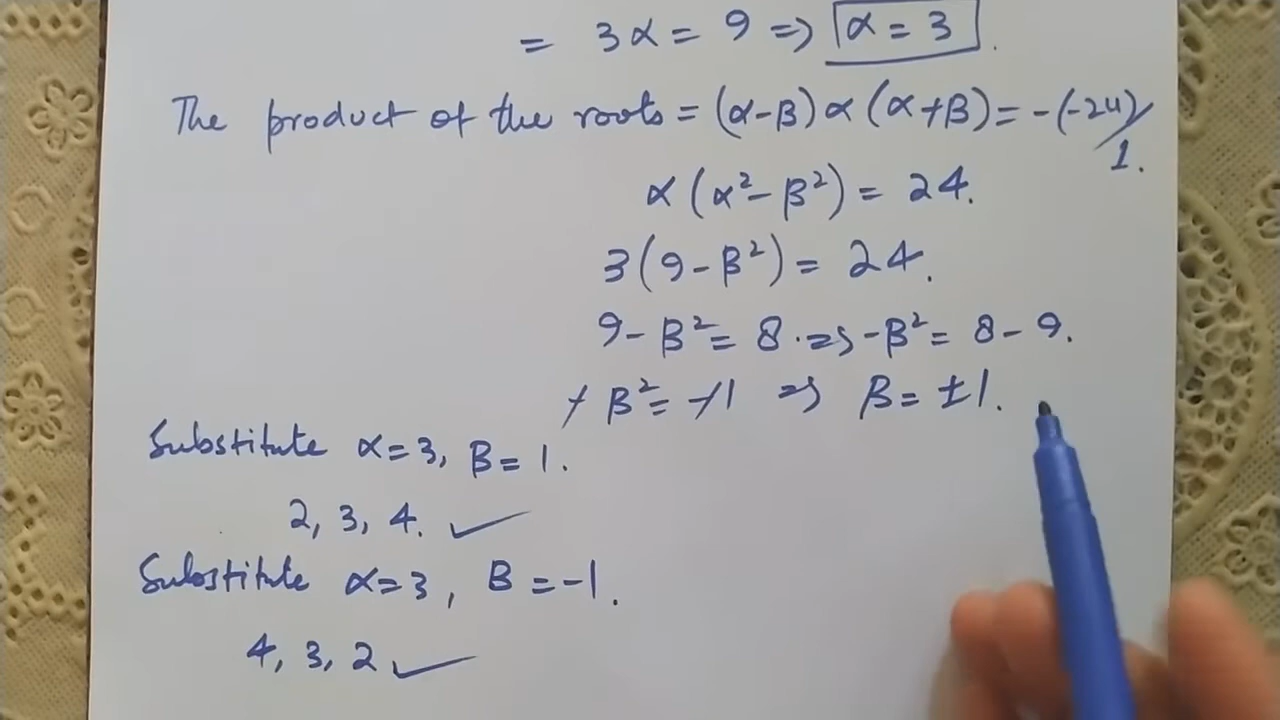 = 3α = 9 => α = 3.
The product of the roots = (α-β) α (α+β) = -(-24)/1.
α(α²-β²) = 24.
3(9-β²) = 24.
9-β² = 8 ⇒ -β² = 8-9.
-β² = -1 ⇒ β = ±1.
Substitute α=3, β=1.
2, 3, 4. ✓
Substitute α=3, β=-1.
4, 3, 2 ✓